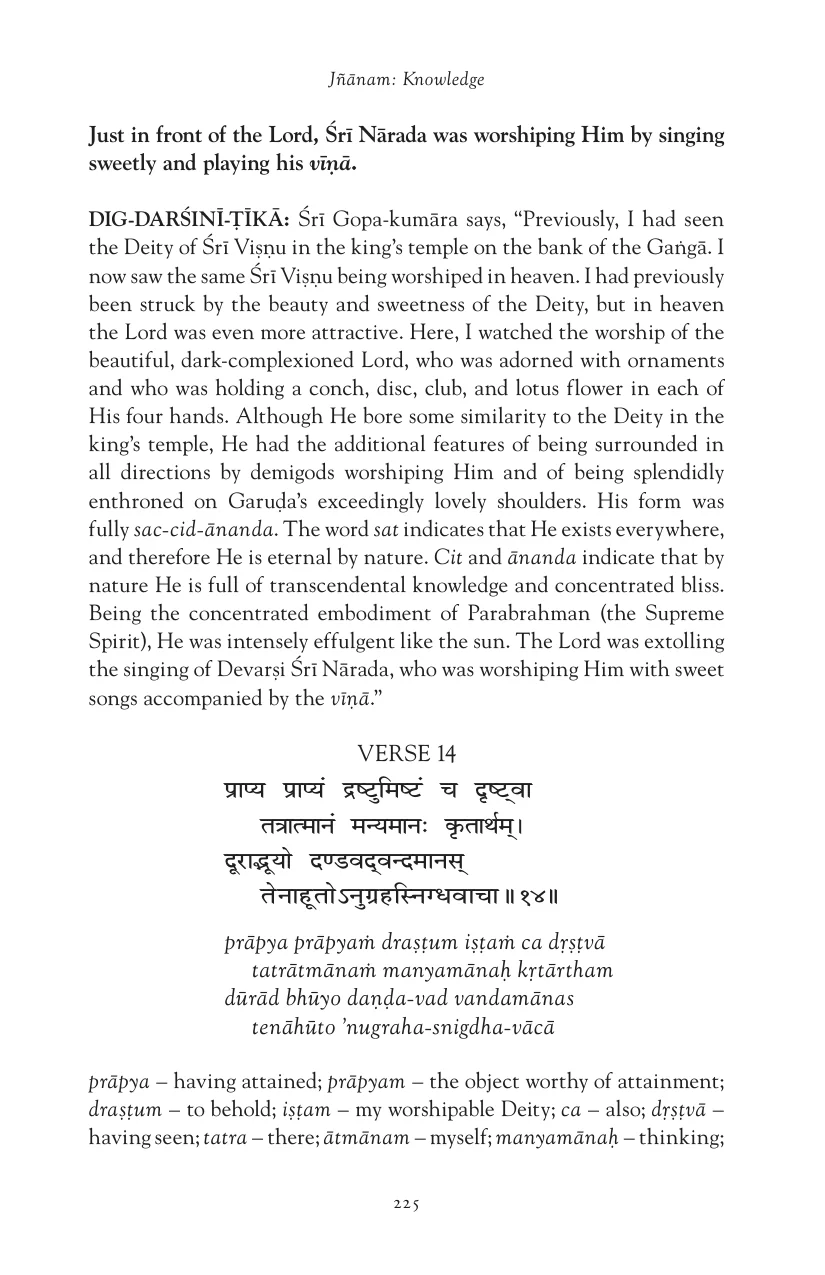 Jñānam: Knowledge
Just in front of the Lord, Śrī Nārada was worshiping Him by singing
sweetly and playing his vīṇā.
DIG-DARŚINĪ-ṬĪKĀ: Śrī Gopa-kumāra says, “Previously, I had seen
the Deity of Śrī Viṣṇu in the king’s temple on the bank of the Gaṅgā. I
now saw the same Śrī Viṣṇu being worshiped in heaven. I had previously
been struck by the beauty and sweetness of the Deity, but in heaven
the Lord was even more attractive. Here, I watched the worship of the
beautiful, dark-complexioned Lord, who was adorned with ornaments
and who was holding a conch, disc, club, and lotus flower in each of
His four hands. Although He bore some similarity to the Deity in the
king’s temple, He had the additional features of being surrounded in
all directions by demigods worshiping Him and of being splendidly
enthroned on Garuḍa’s exceedingly lovely shoulders. His form was
fully sac-cid-ānanda. The word sat indicates that He exists everywhere,
and therefore He is eternal by nature. Cit and ānanda indicate that by
nature He is full of transcendental knowledge and concentrated bliss.
Being the concentrated embodiment of Parabrahman (the Supreme
Spirit), He was intensely effulgent like the sun. The Lord was extolling
the singing of Devarṣi Śrī Nārada, who was worshiping Him with sweet
songs accompanied by the vīṇā.”
VERSE 14
प्राप्य प्राप्यं द्रष्टुमिष्टं च दृष्ट्वा
तत्रात्मानं मन्यमानः कृतार्थम्।
दूराद्भूयो दण्डवद्वन्दमानस्
तेनाहूतोऽनुग्रहस्निग्धवाचा॥१४॥
prāpya prāpyaṁ draṣṭum iṣṭaṁ ca dṛṣṭvā
tatrātmānaṁ manyamānaḥ kṛtārtham
dūrād bhūyo daṇḍa-vad vandamānas
tenāhūto ’nugraha-snigdha-vācā
prāpya – having attained; prāpyam – the object worthy of attainment;
draṣṭum – to behold; iṣṭam – my worshipable Deity; ca – also; dṛṣṭvā –
having seen; tatra – there; ātmānam – myself; manyamānaḥ – thinking;
225